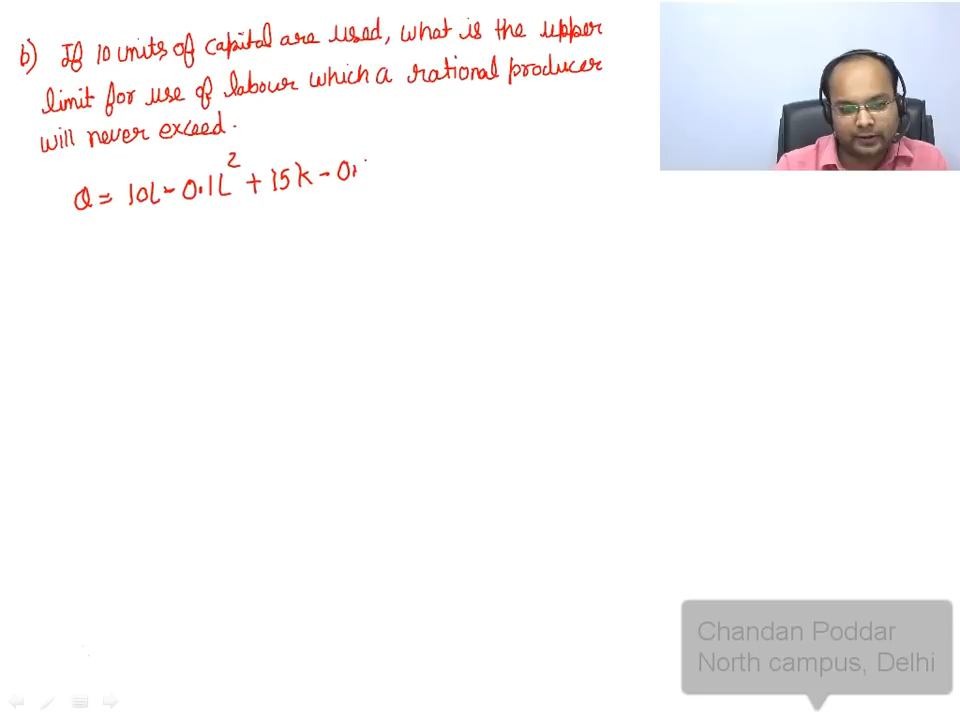 b) If 10 units of capital are used, what is the upper
limit for use of labour which a rational producer
will never exceed.
Q = 10L - 0.1L² + 15K - 0.
Chandan Poddar
North campus, Delhi